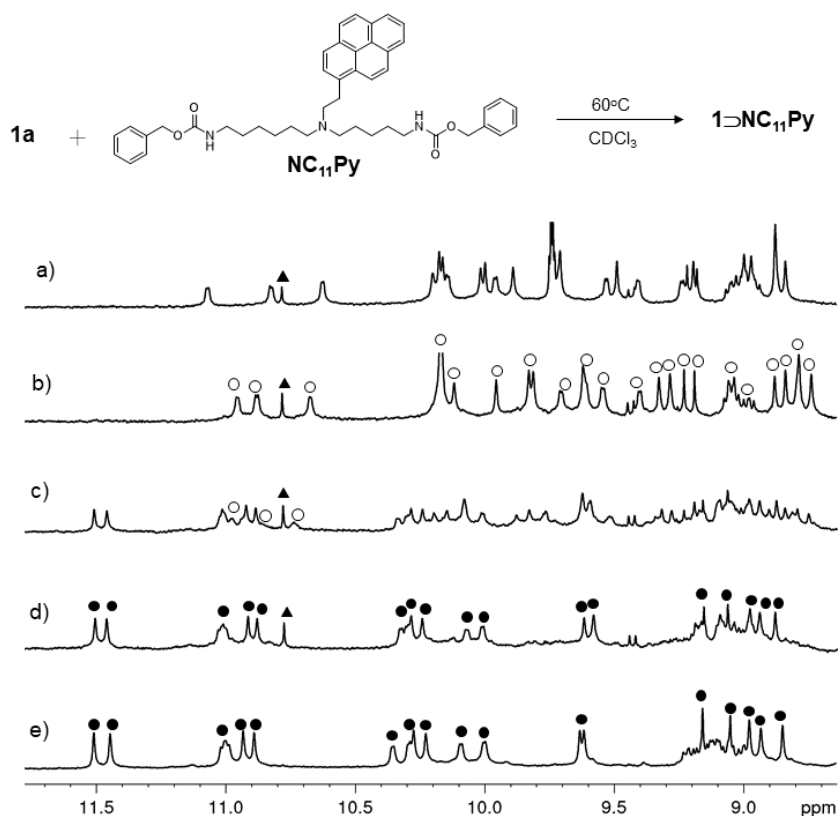 1a + NC₁₁Py 60°C CDCl₃ 1⊃NC₁₁Py
O
O
N
H
N
H
N
O
O
a)
b)
c)
d)
e)
11.5 11.0 10.5 10.0 9.5 9.0 ppm